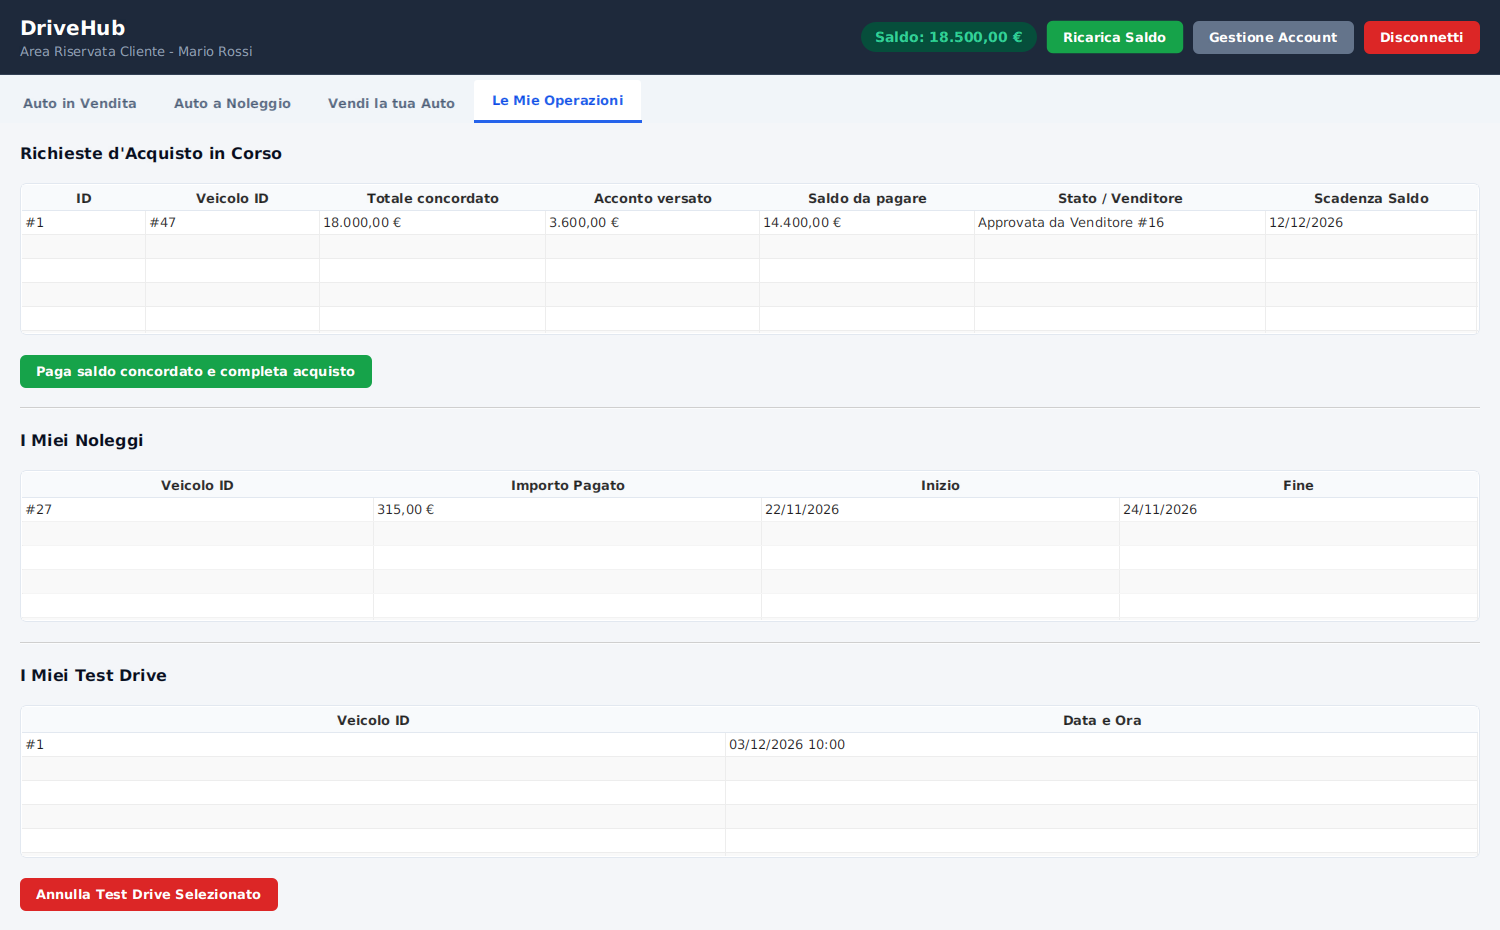 DriveHub
Area Riservata Cliente - Mario Rossi
Saldo: 18.500,00 €
Ricarica Saldo
Gestione Account
Disconnetti
Auto in Vendita
Auto a Noleggio
Vendi la tua Auto
Le Mie Operazioni
Richieste d'Acquisto in Corso
ID Veicolo ID Totale concordato Acconto versato Saldo da pagare Stato / Venditore Scadenza Saldo
#1 #47 18.000,00 € 3.600,00 € 14.400,00 € Approvata da Venditore #16 12/12/2026
Paga saldo concordato e completa acquisto
I Miei Noleggi
Veicolo ID Importo Pagato Inizio Fine
#27 315,00 € 22/11/2026 24/11/2026
I Miei Test Drive
Veicolo ID Data e Ora
#1 03/12/2026 10:00
Annulla Test Drive Selezionato